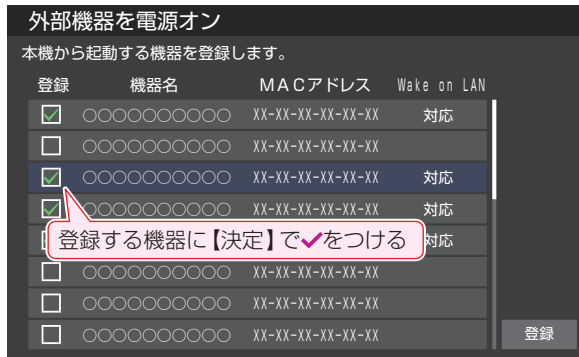 外部機器を電源オン
本機から起動する機器を登録します。
登録 機器名 MACアドレス Wake on LAN
○○○○○○○○○○ XX-XX-XX-XX-XX-XX 対応
○○○○○○○○○○ XX-XX-XX-XX-XX-XX
○○○○○○○○○○ XX-XX-XX-XX-XX-XX 対応
○○○○○○○○○○ XX-XX-XX-XX-XX-XX 対応
登録する機器に【決定】で✔をつける 対応
○○○○○○○○○○ XX-XX-XX-XX-XX-XX
○○○○○○○○○○ XX-XX-XX-XX-XX-XX
○○○○○○○○○○ XX-XX-XX-XX-XX-XX
登録